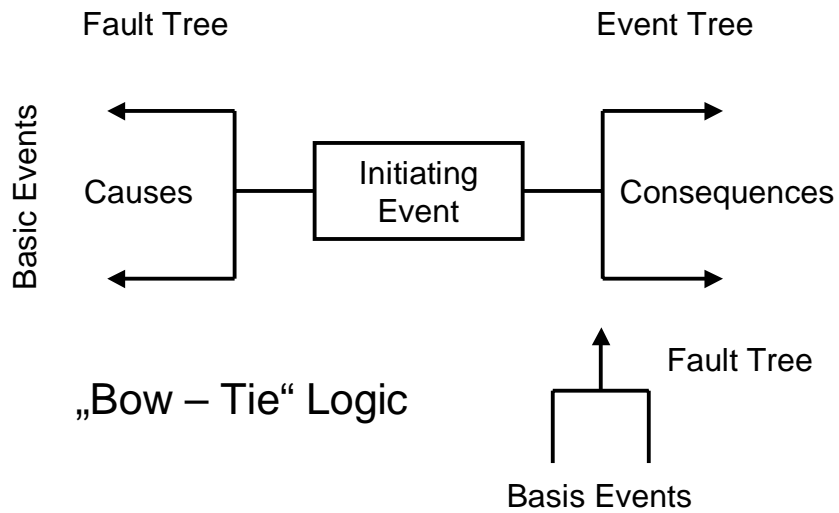 Fault Tree
Event Tree
Basic Events
Causes
Initiating
Event
Consequences
Fault Tree
„Bow – Tie“ Logic
Basis Events